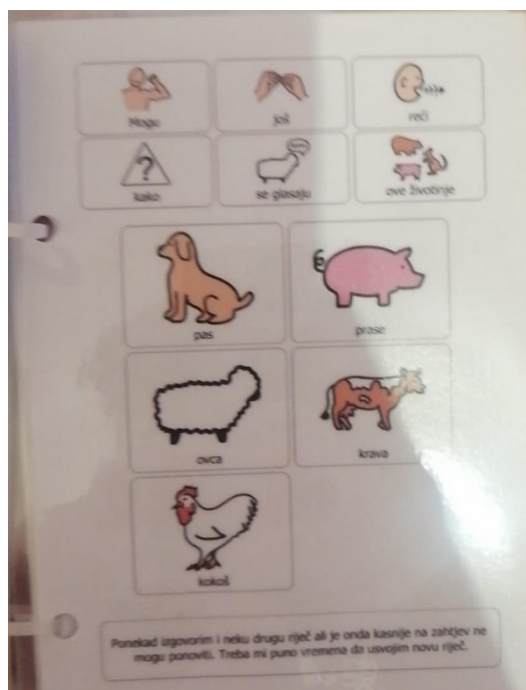 Mogu
još
reći
kako
se glasaju
ove životinje
pas
prase
ovca
krava
kokoš
Ponekad izgovorim i neku drugu riječ ali je onda kasnije na zahtjev ne
mogu ponoviti. Treba mi puno vremena da usvojim novu riječ.